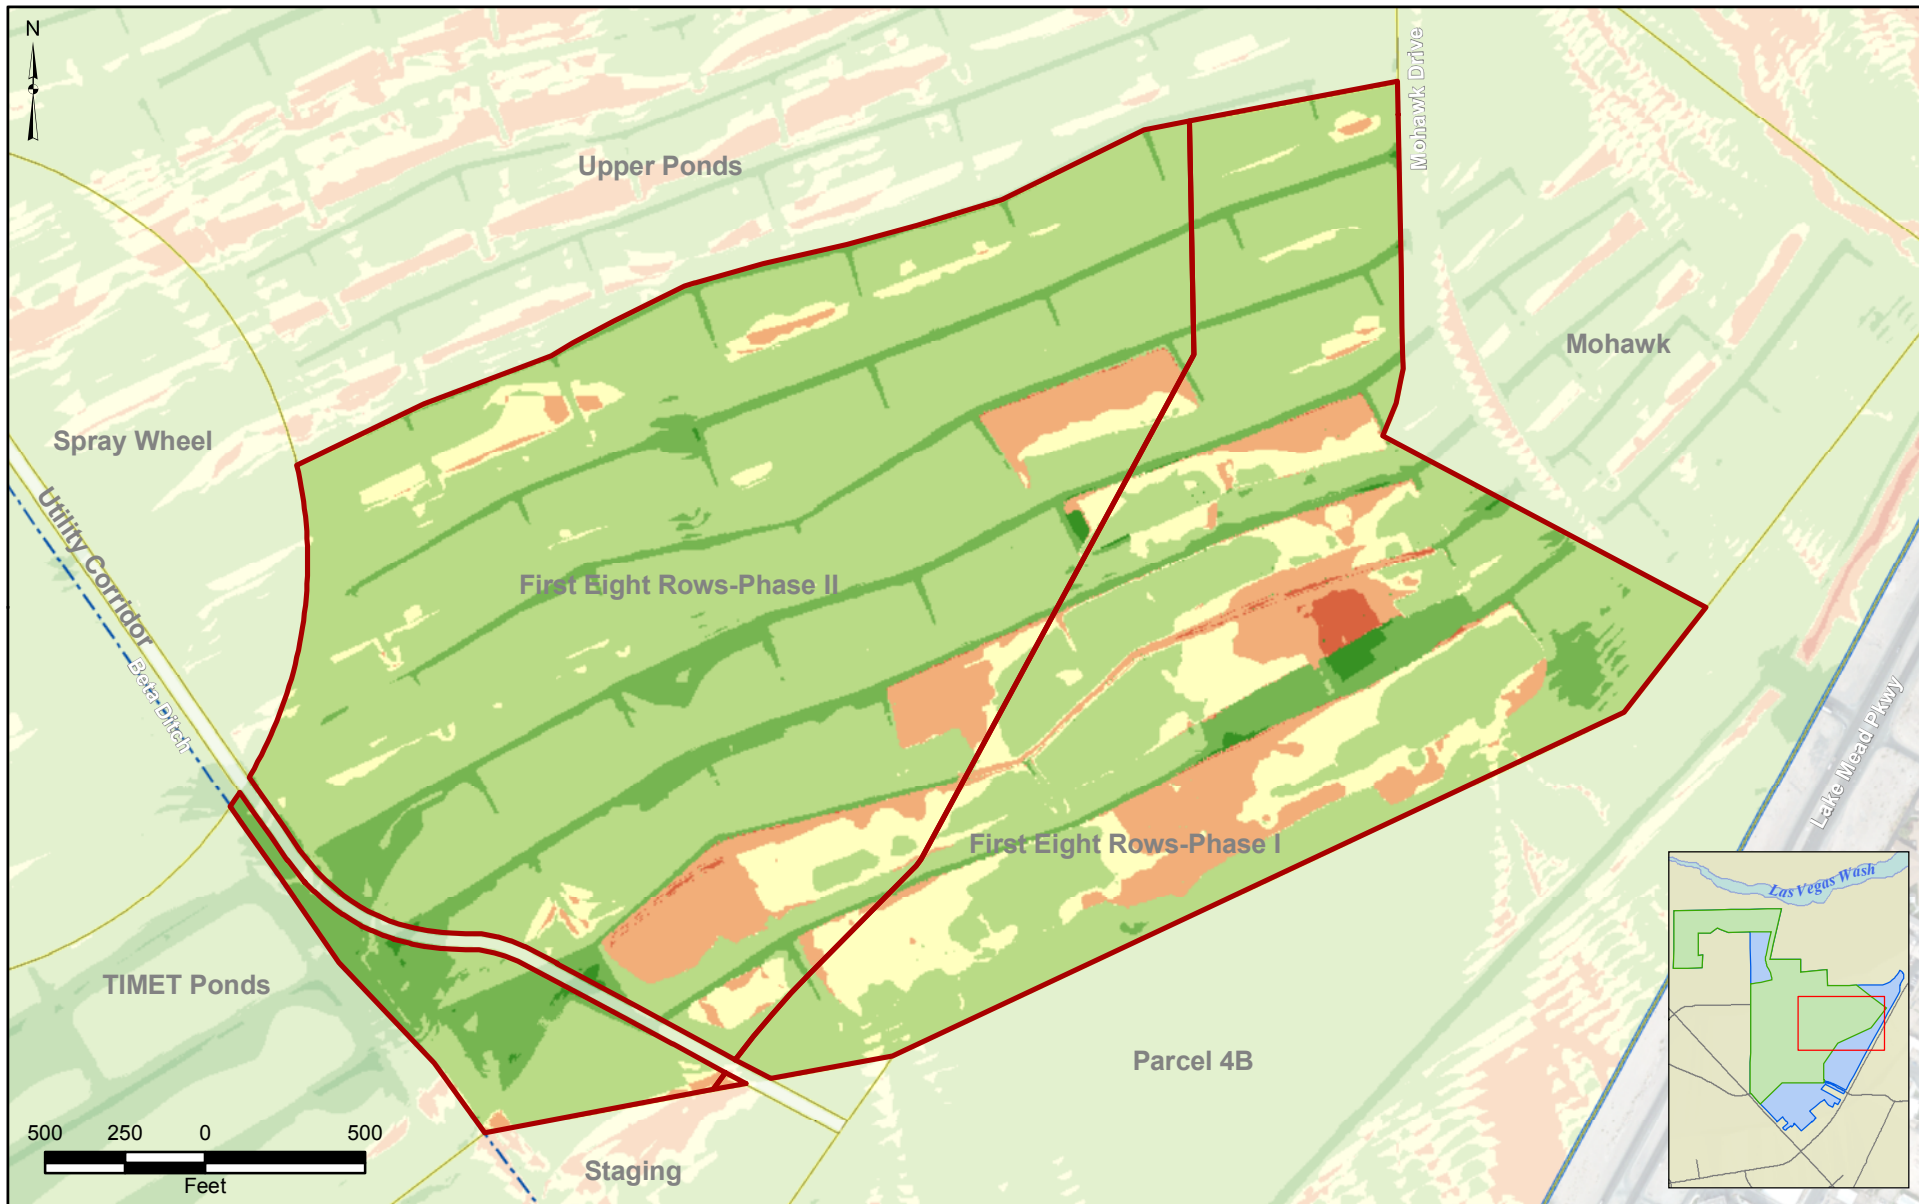 N
Mohawk Drive
Upper Ponds
Mohawk
Spray Wheel
Utility Corridor
First Eight Rows-Phase II
Beta Ditch
Lake Mead Pkwy
First Eight Rows-Phase I
Las Vegas Wash
TIMET Ponds
Parcel 4B
500 250 0 500
Feet
Staging